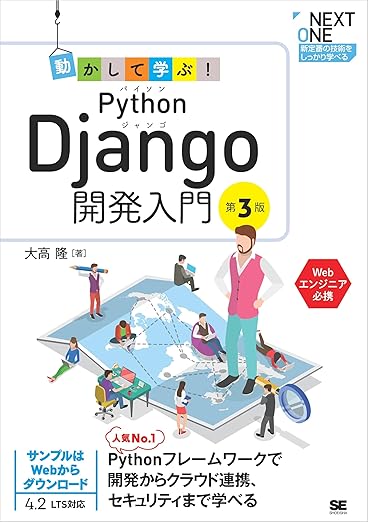 NEXT
ONE
新定番の技術を
しっかり学べる
動かして学ぶ!
パイソン
Python
ジャンゴ
Django
開発入門
第3版
大高 隆 [著]
Web
エンジニア
必携
サンプルは
Webから
ダウンロード
4.2 LTS対応
人気No.1
Pythonフレームワークで
開発からクラウド連携、
セキュリティまで学べる
SE
SHOEISHA